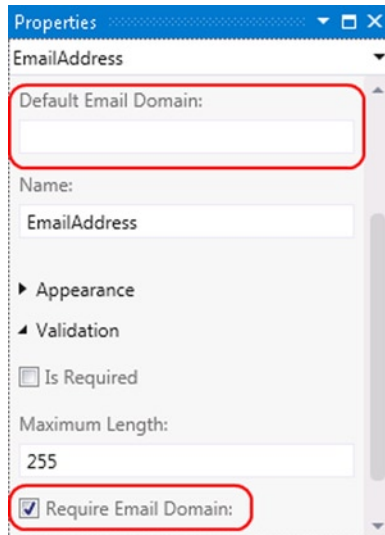 Properties
EmailAddress
Default Email Domain:
Name:
EmailAddress
Appearance
Validation
Is Required
Maximum Length:
255
Require Email Domain: